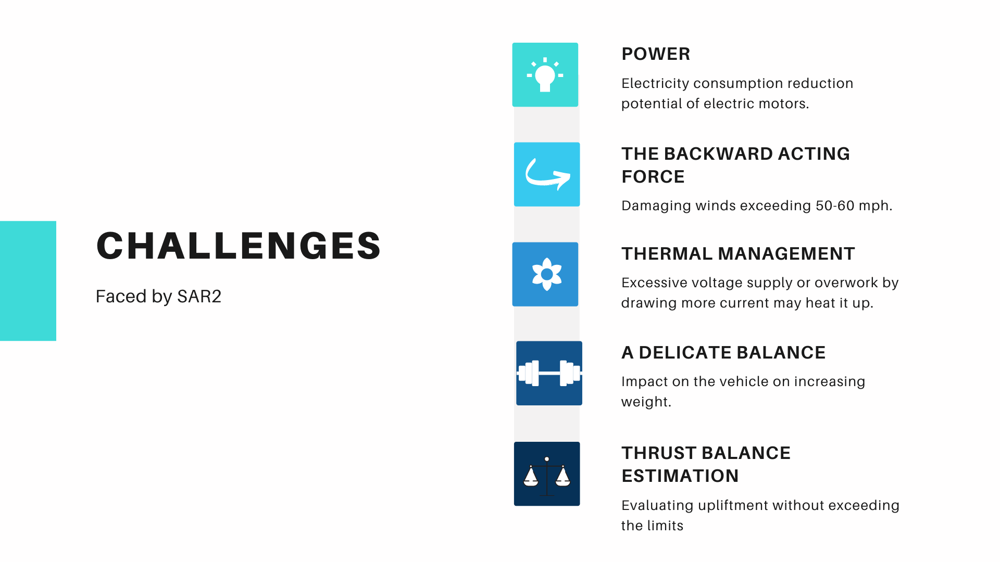 CHALLENGES
Faced by SAR2
POWER
Electricity consumption reduction
potential of electric motors.
THE BACKWARD ACTING
FORCE
Damaging winds exceeding 50-60 mph.
THERMAL MANAGEMENT
Excessive voltage supply or overwork by
drawing more current may heat it up.
A DELICATE BALANCE
Impact on the vehicle on increasing
weight.
THRUST BALANCE
ESTIMATION
Evaluating upliftment without exceeding
the limits